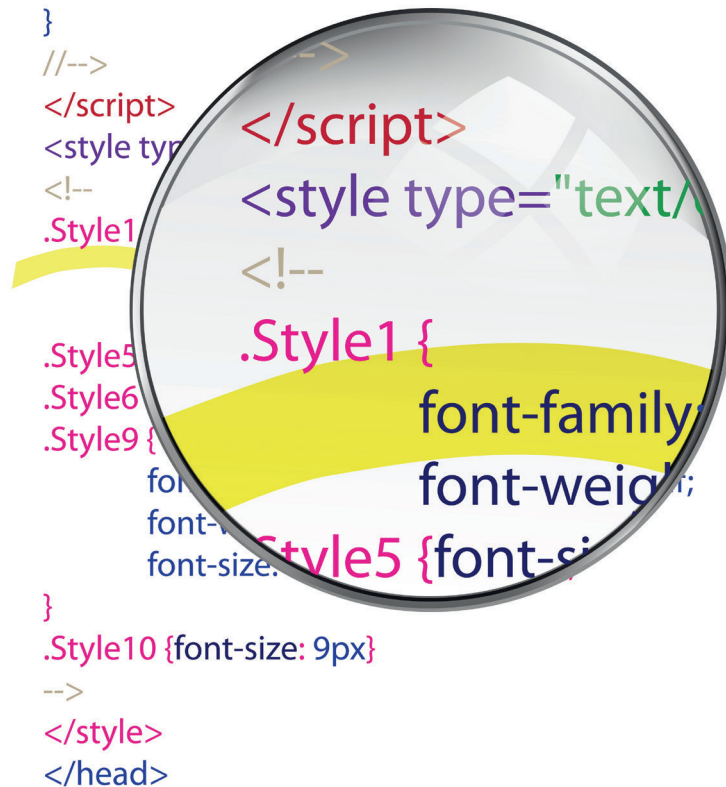 }
//-->
</script>
<style typ
<!--
.Style1
.Style5
.Style6
.Style9 {
font-size:
}
.Style10 {font-size: 9px}
-->
</style>
</head>
-->
</script>
<style type="text/
<!--
.Style1 {
font-family:
font-weig
.Style5 {font-si